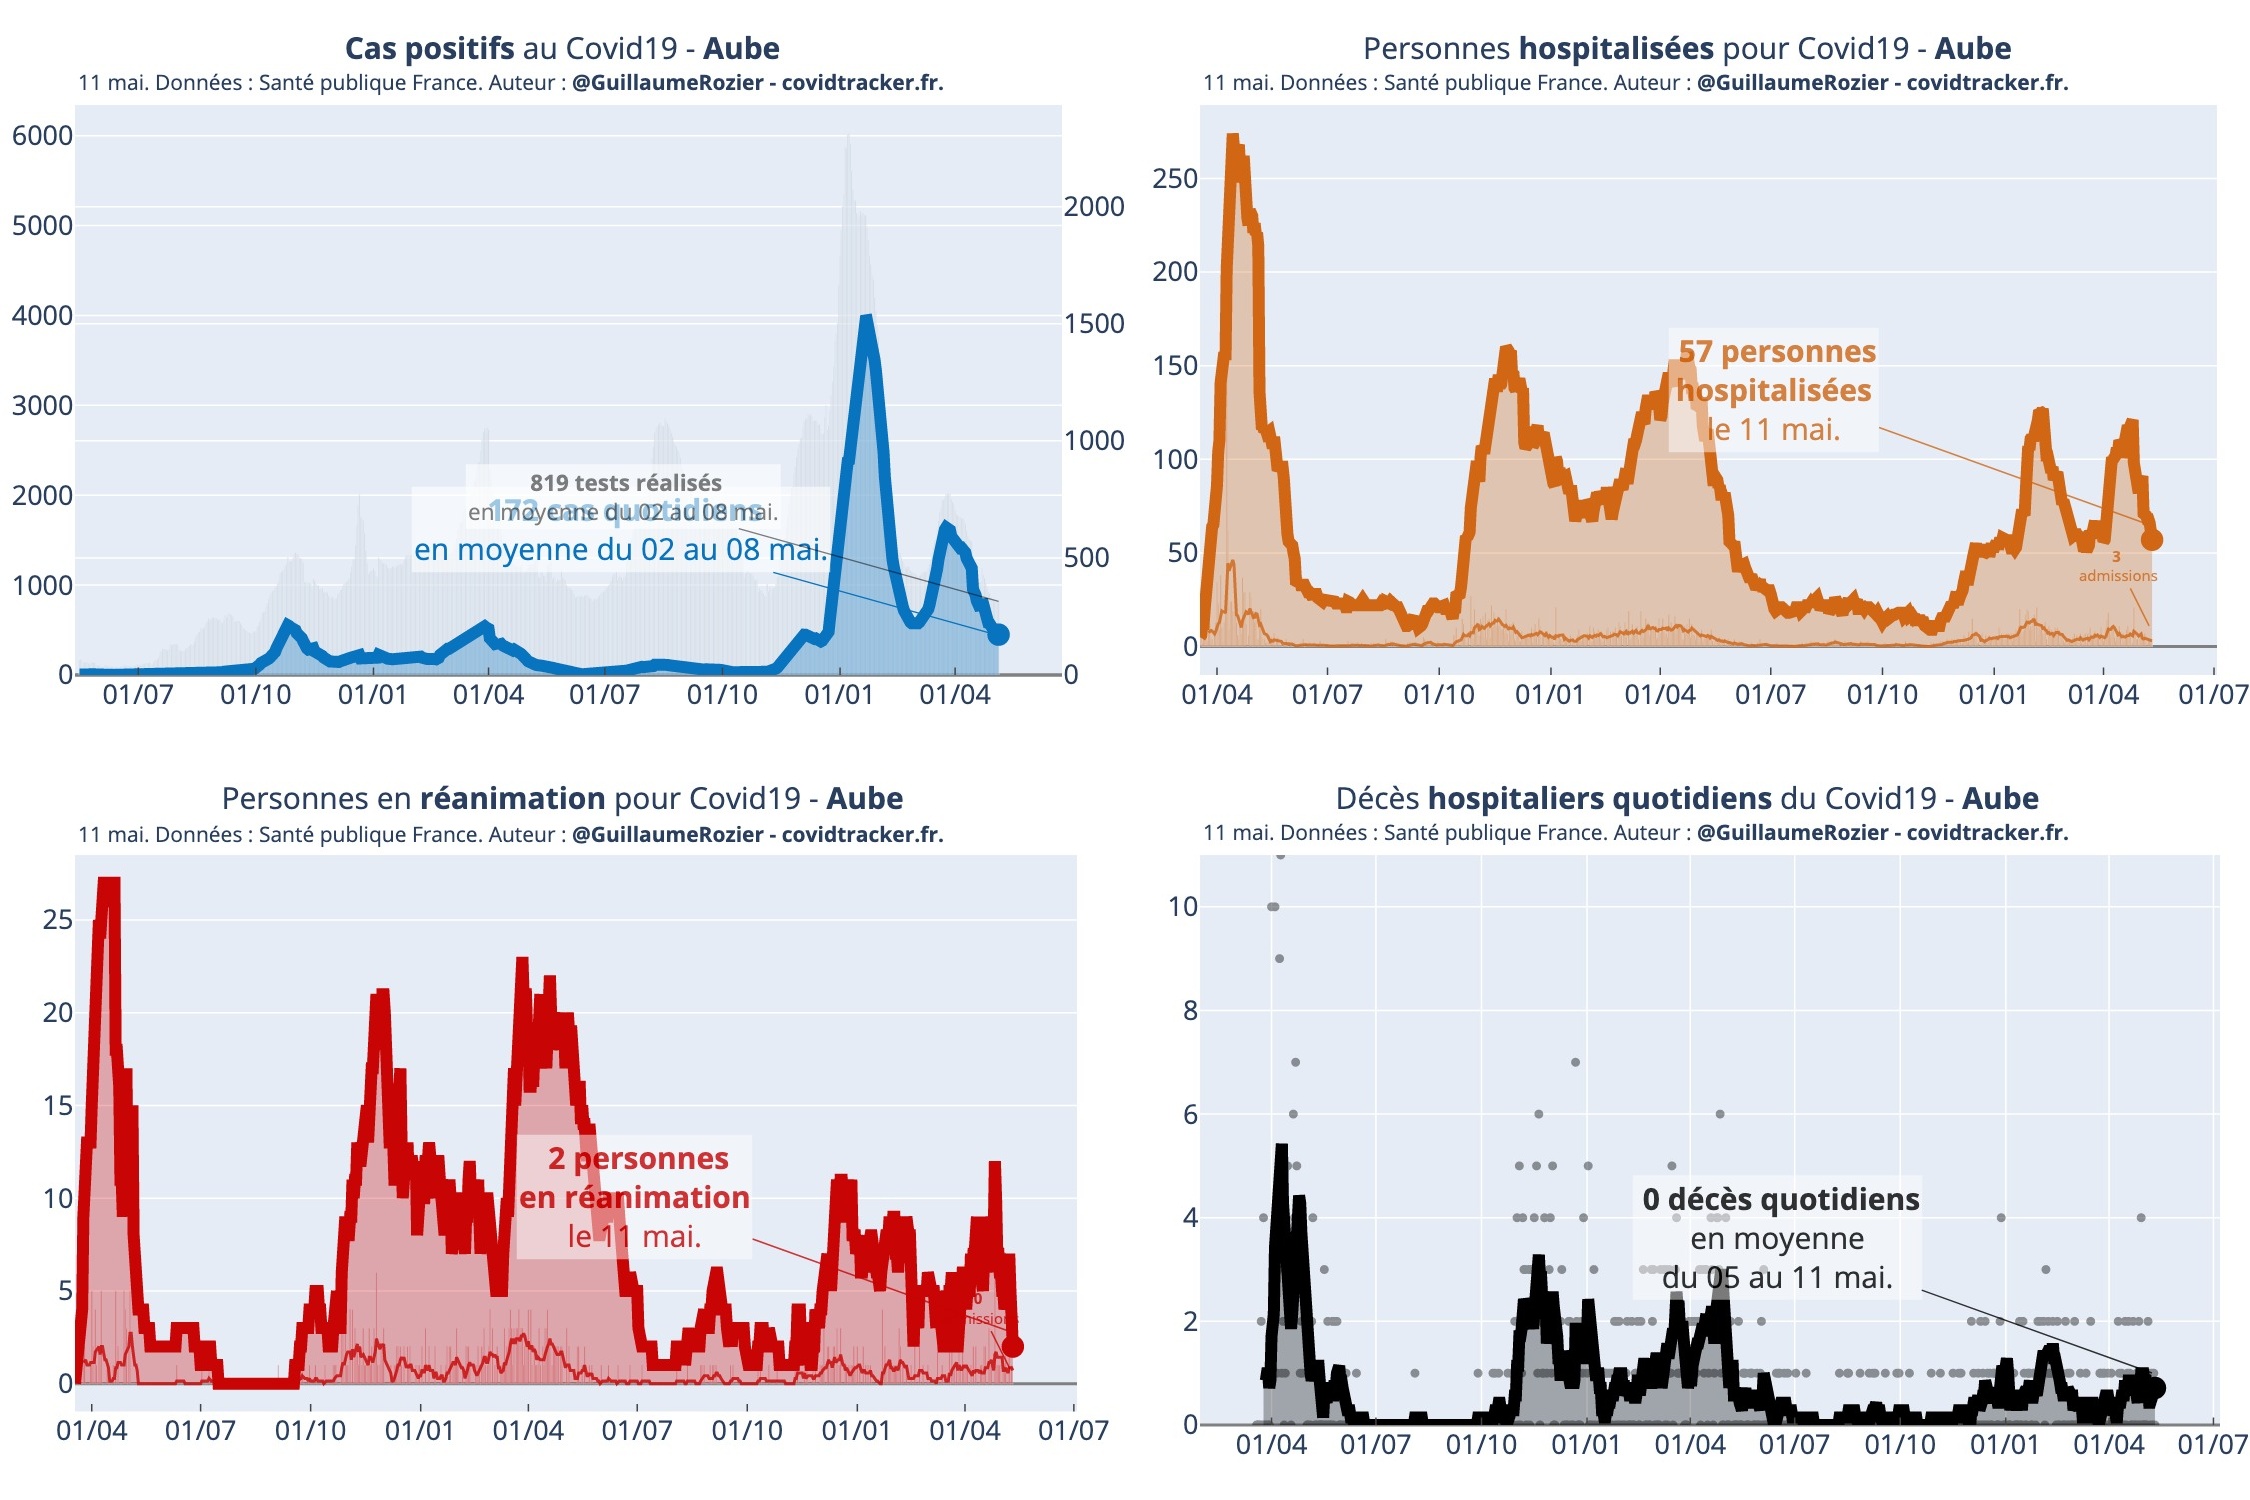 Cas positifs au Covid19 - Aube
11 mai. Données : Santé publique France. Auteur : @GuillaumeRozier - covidtracker.fr.
6000
5000
4000
3000
2000
1000
0
2000
1500
1000
500
0
819 tests réalisés
en moyenne du 02 au 08 mai.
172 cas quotidiens
en moyenne du 02 au 08 mai.
01/07 01/10 01/01 01/04 01/07 01/10 01/01 01/04
Personnes hospitalisées pour Covid19 - Aube
11 mai. Données : Santé publique France. Auteur : @GuillaumeRozier - covidtracker.fr.
250
200
150
100
50
0
57 personnes
hospitalisées
le 11 mai.
3
admissions
01/04 01/07 01/10 01/01 01/04 01/07 01/10 01/01 01/04 01/07
Personnes en réanimation pour Covid19 - Aube
11 mai. Données : Santé publique France. Auteur : @GuillaumeRozier - covidtracker.fr.
25
20
15
10
5
0
2 personnes
en réanimation
le 11 mai.
0
01/04 01/07 01/10 01/01 01/04 01/07 01/10 01/01 01/04 01/07
Décès hospitaliers quotidiens du Covid19 - Aube
11 mai. Données : Santé publique France. Auteur : @GuillaumeRozier - covidtracker.fr.
10
8
6
4
2
0
0 décès quotidiens
en moyenne
du 05 au 11 mai.
01/04 01/07 01/10 01/01 01/04 01/07 01/10 01/01 01/04 01/07